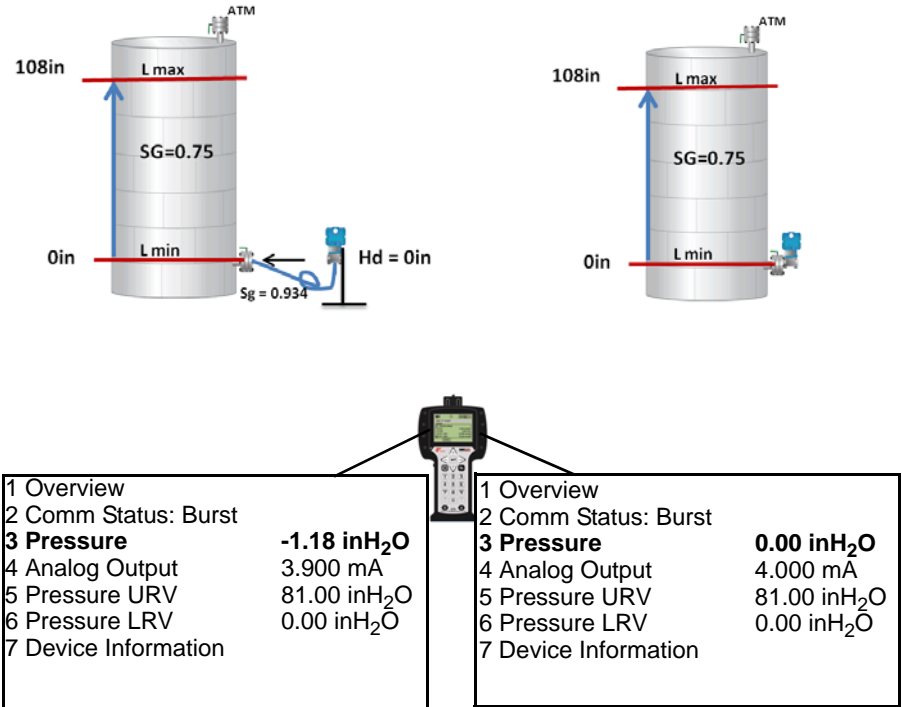 ATM
108in
L max
SG=0.75
L min
0in
Hd = 0in
Sg = 0.934
ATM
108in
L max
SG=0.75
L min
0in
1 Overview
2 Comm Status: Burst
3 Pressure -1.18 inH₂O
4 Analog Output 3.900 mA
5 Pressure URV 81.00 inH₂O
6 Pressure LRV 0.00 inH₂O
7 Device Information
1 Overview
2 Comm Status: Burst
3 Pressure 0.00 inH₂O
4 Analog Output 4.000 mA
5 Pressure URV 81.00 inH₂O
6 Pressure LRV 0.00 inH₂O
7 Device Information